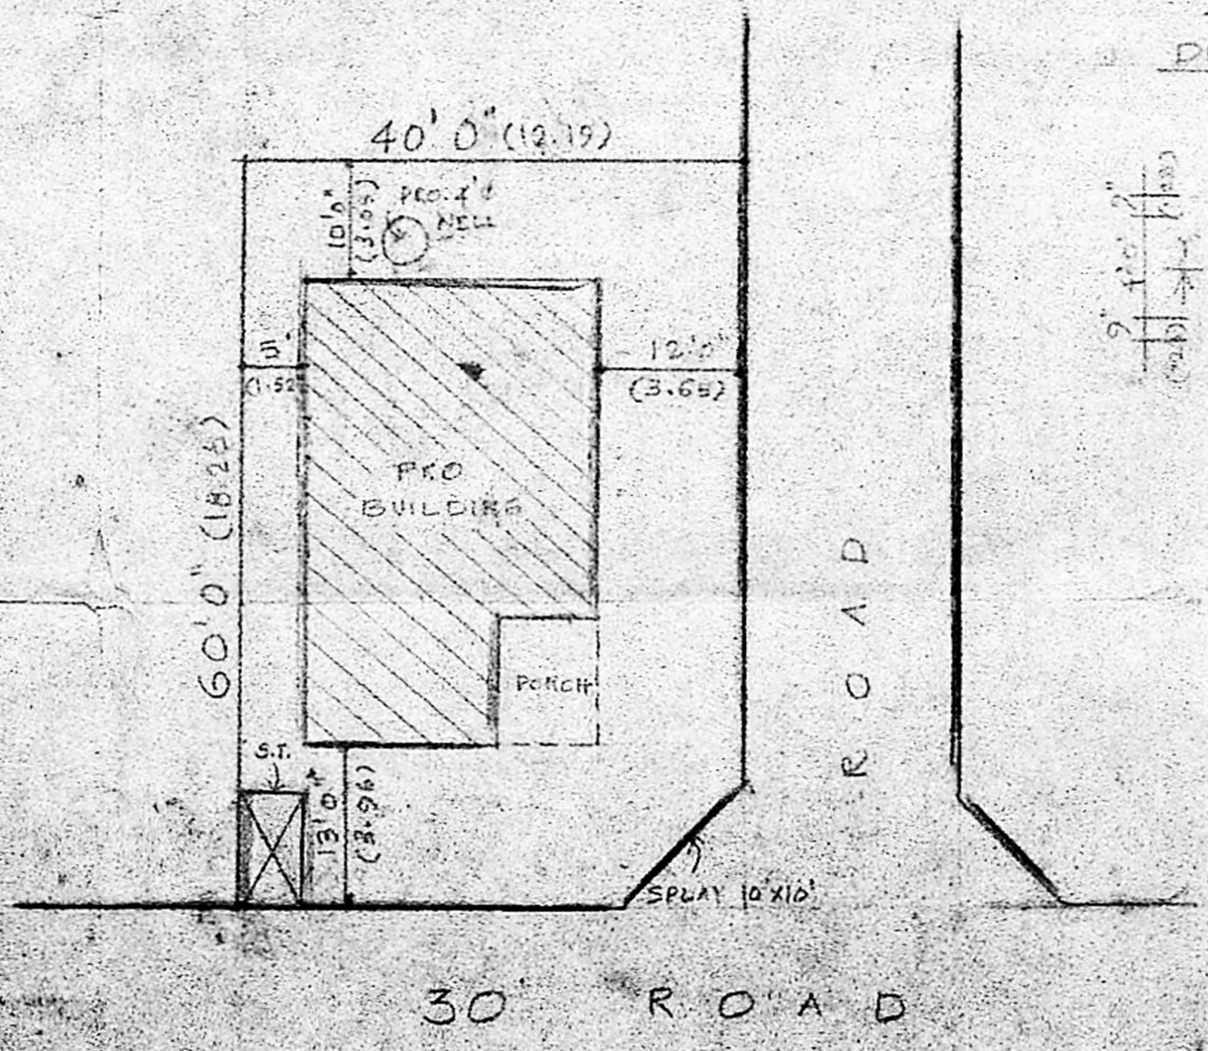 40' 0" (12.19)
10'0"
(3.05)
PRO.
WELL
5'
(1.52
12'0"
(3.65)
PRO
BUILDING
60' 0" (18.28)
PORCH
S.T.
13'0"
(3.96)
SPLAY 10'X10'
ROAD
30 ROAD
9"